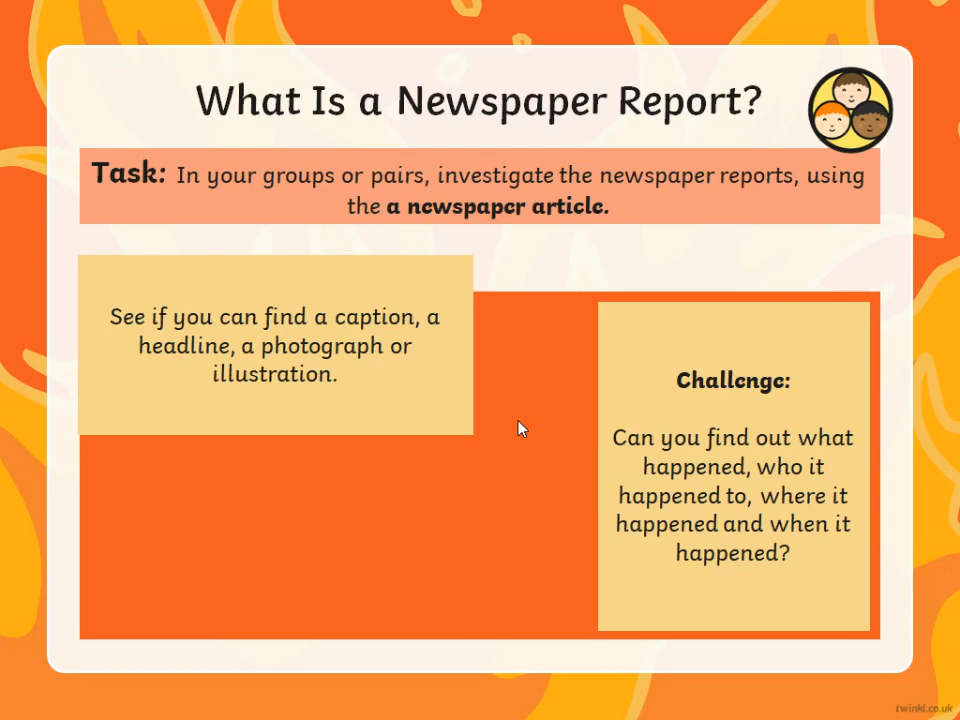 What Is a Newspaper Report?
Task: In your groups or pairs, investigate the newspaper reports, using
the a newspaper article.
See if you can find a caption, a
headline, a photograph or
illustration.
Challenge:
Can you find out what
happened, who it
happened to, where it
happened and when it
happened?
twinkl.co.uk